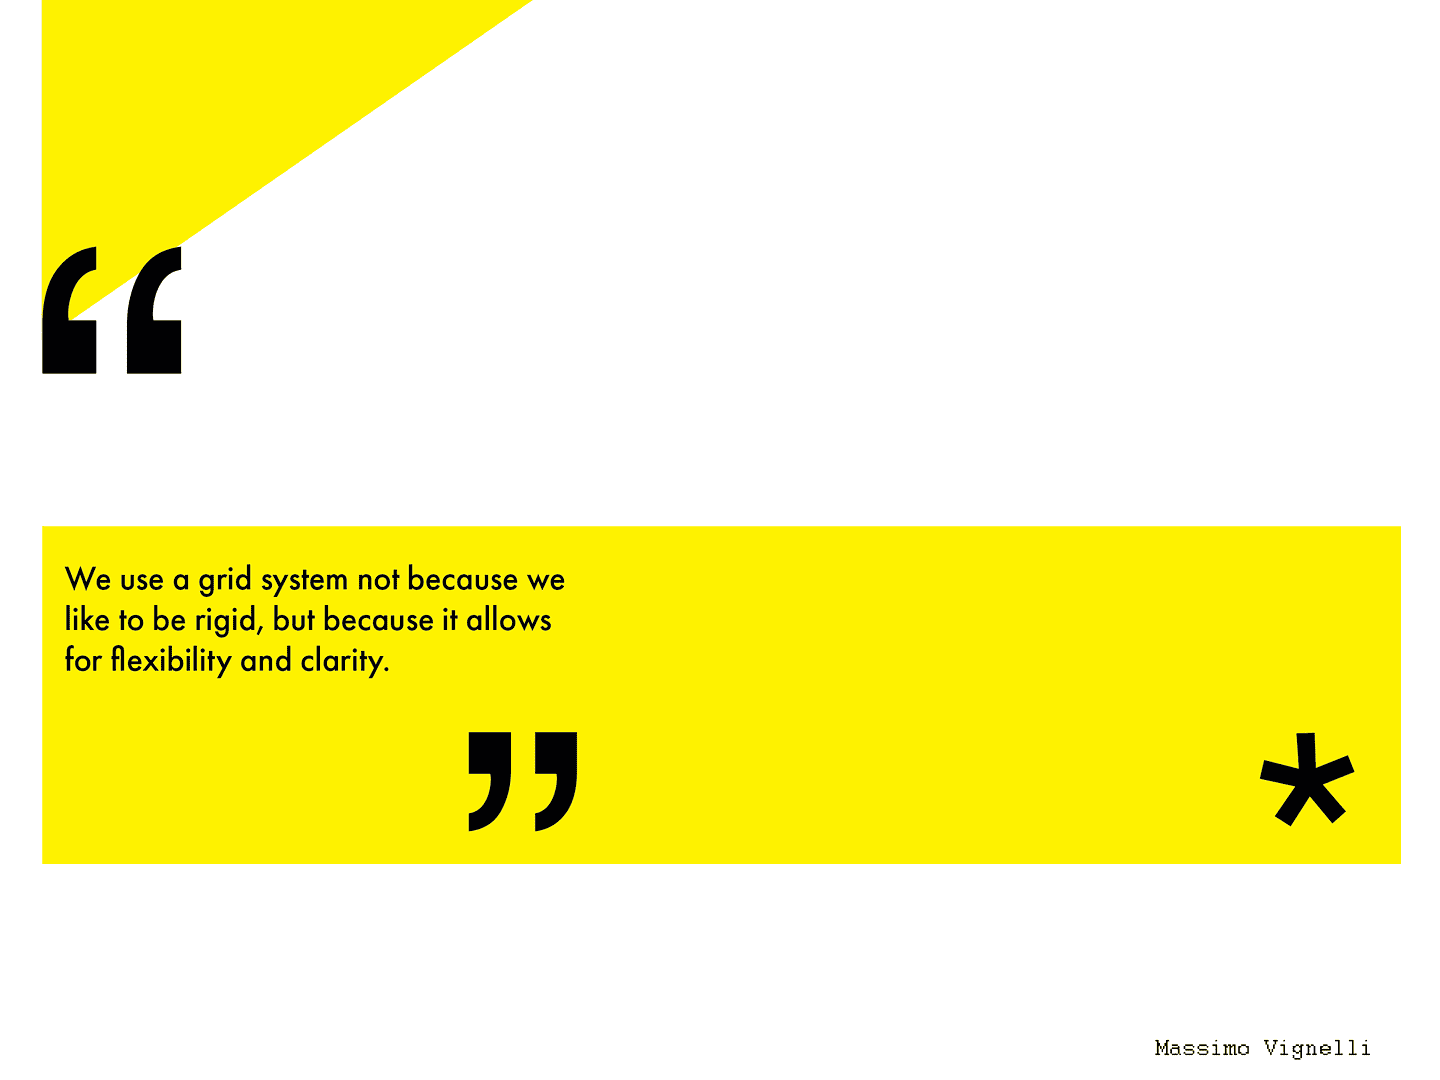 “
We use a grid system not because we
like to be rigid, but because it allows
for flexibility and clarity.
”
*
Massimo Vignelli